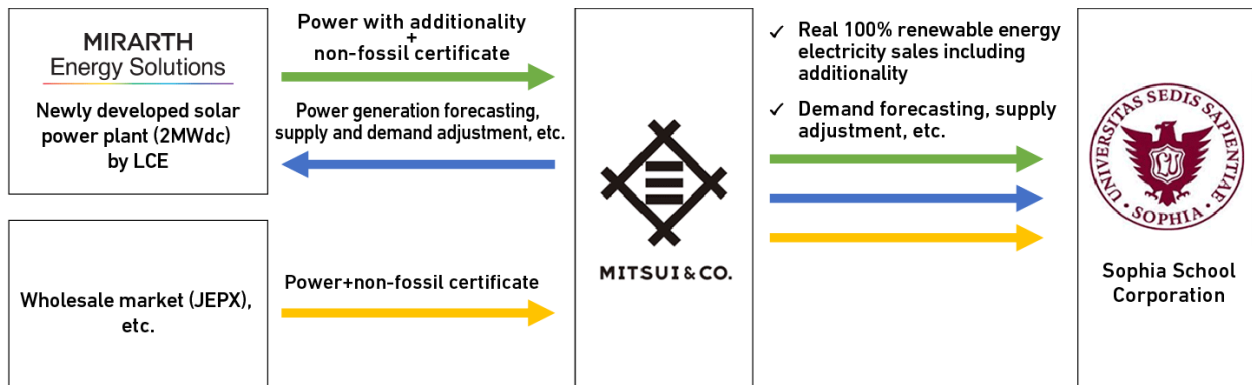 MIRARTH
Energy Solutions
Newly developed solar
power plant (2MWdc)
by LCE
Power with additionality
+
non-fossil certificate
Power generation forecasting,
supply and demand adjustment, etc.
Wholesale market (JEPX),
etc.
Power+non-fossil certificate
MITSUI & CO.
✓ Real 100% renewable energy
electricity sales including
additionality
✓ Demand forecasting, supply
adjustment, etc.
UNIVERSITAS SEDIS SAPIENTIAE
· SOPHIA ·
LV
Sophia School
Corporation